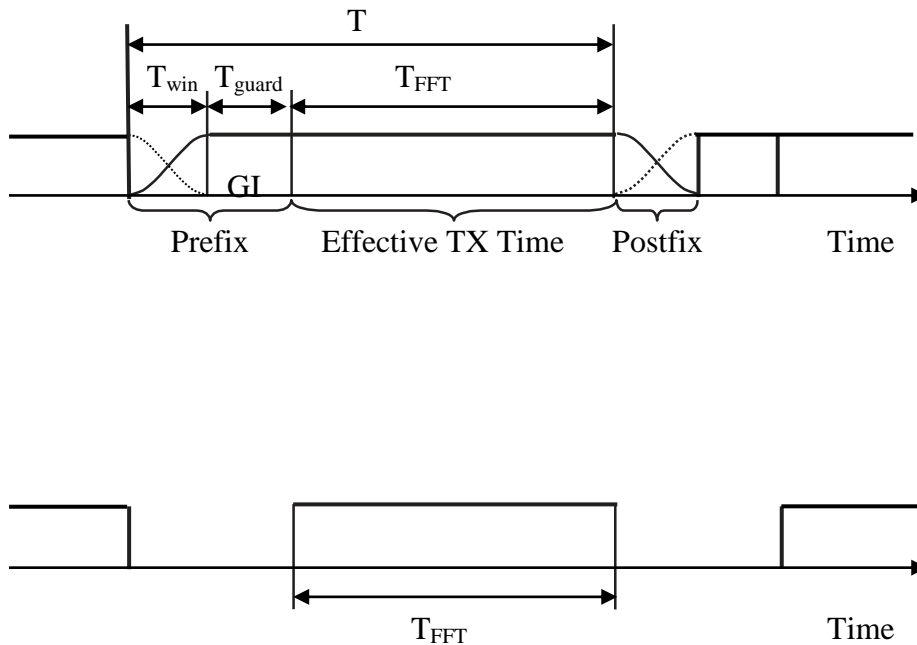 T
T_win T_guard T_FFT
GI
Prefix Effective TX Time Postfix Time
T_FFT
Time